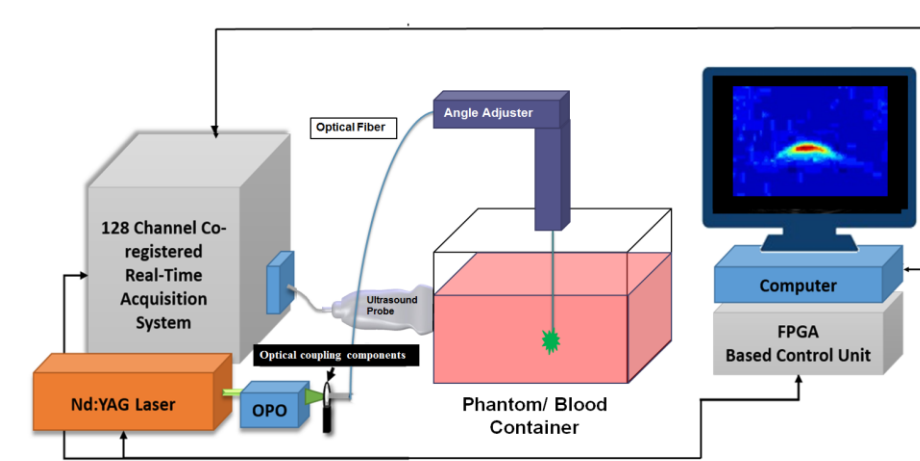 Optical Fiber
Angle Adjuster
128 Channel Co-
registered
Real-Time
Acquisition
System
Ultrasound
Probe
Computer
FPGA
Based Control Unit
Optical coupling components
Nd:YAG Laser
OPO
Phantom/ Blood
Container